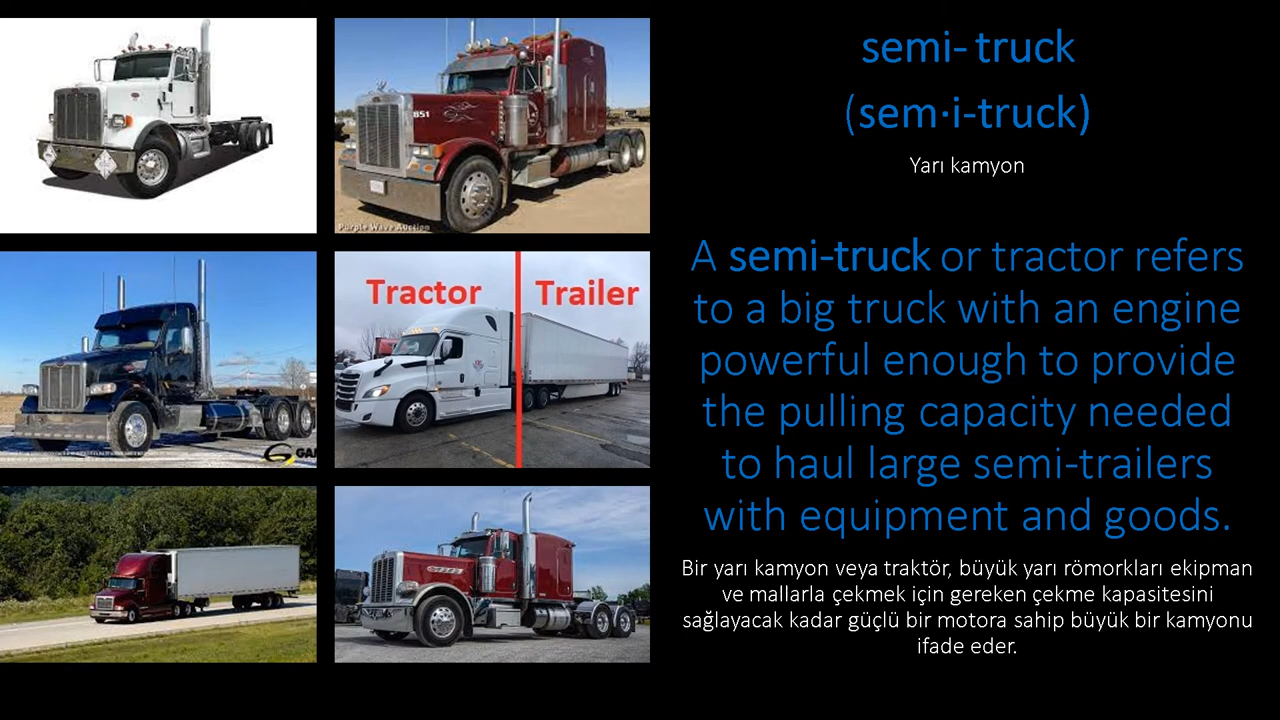 semi- truck
(sem·i-truck)
Yarı kamyon
A semi-truck or tractor refers
to a big truck with an engine
powerful enough to provide
the pulling capacity needed
to haul large semi-trailers
with equipment and goods.
Bir yarı kamyon veya traktör, büyük yarı römorkları ekipman
ve mallarla çekmek için gereken çekme kapasitesini
sağlayacak kadar güçlü bir motora sahip büyük bir kamyonu
ifade eder.
851
Purple Wave Auction
Tractor
Trailer